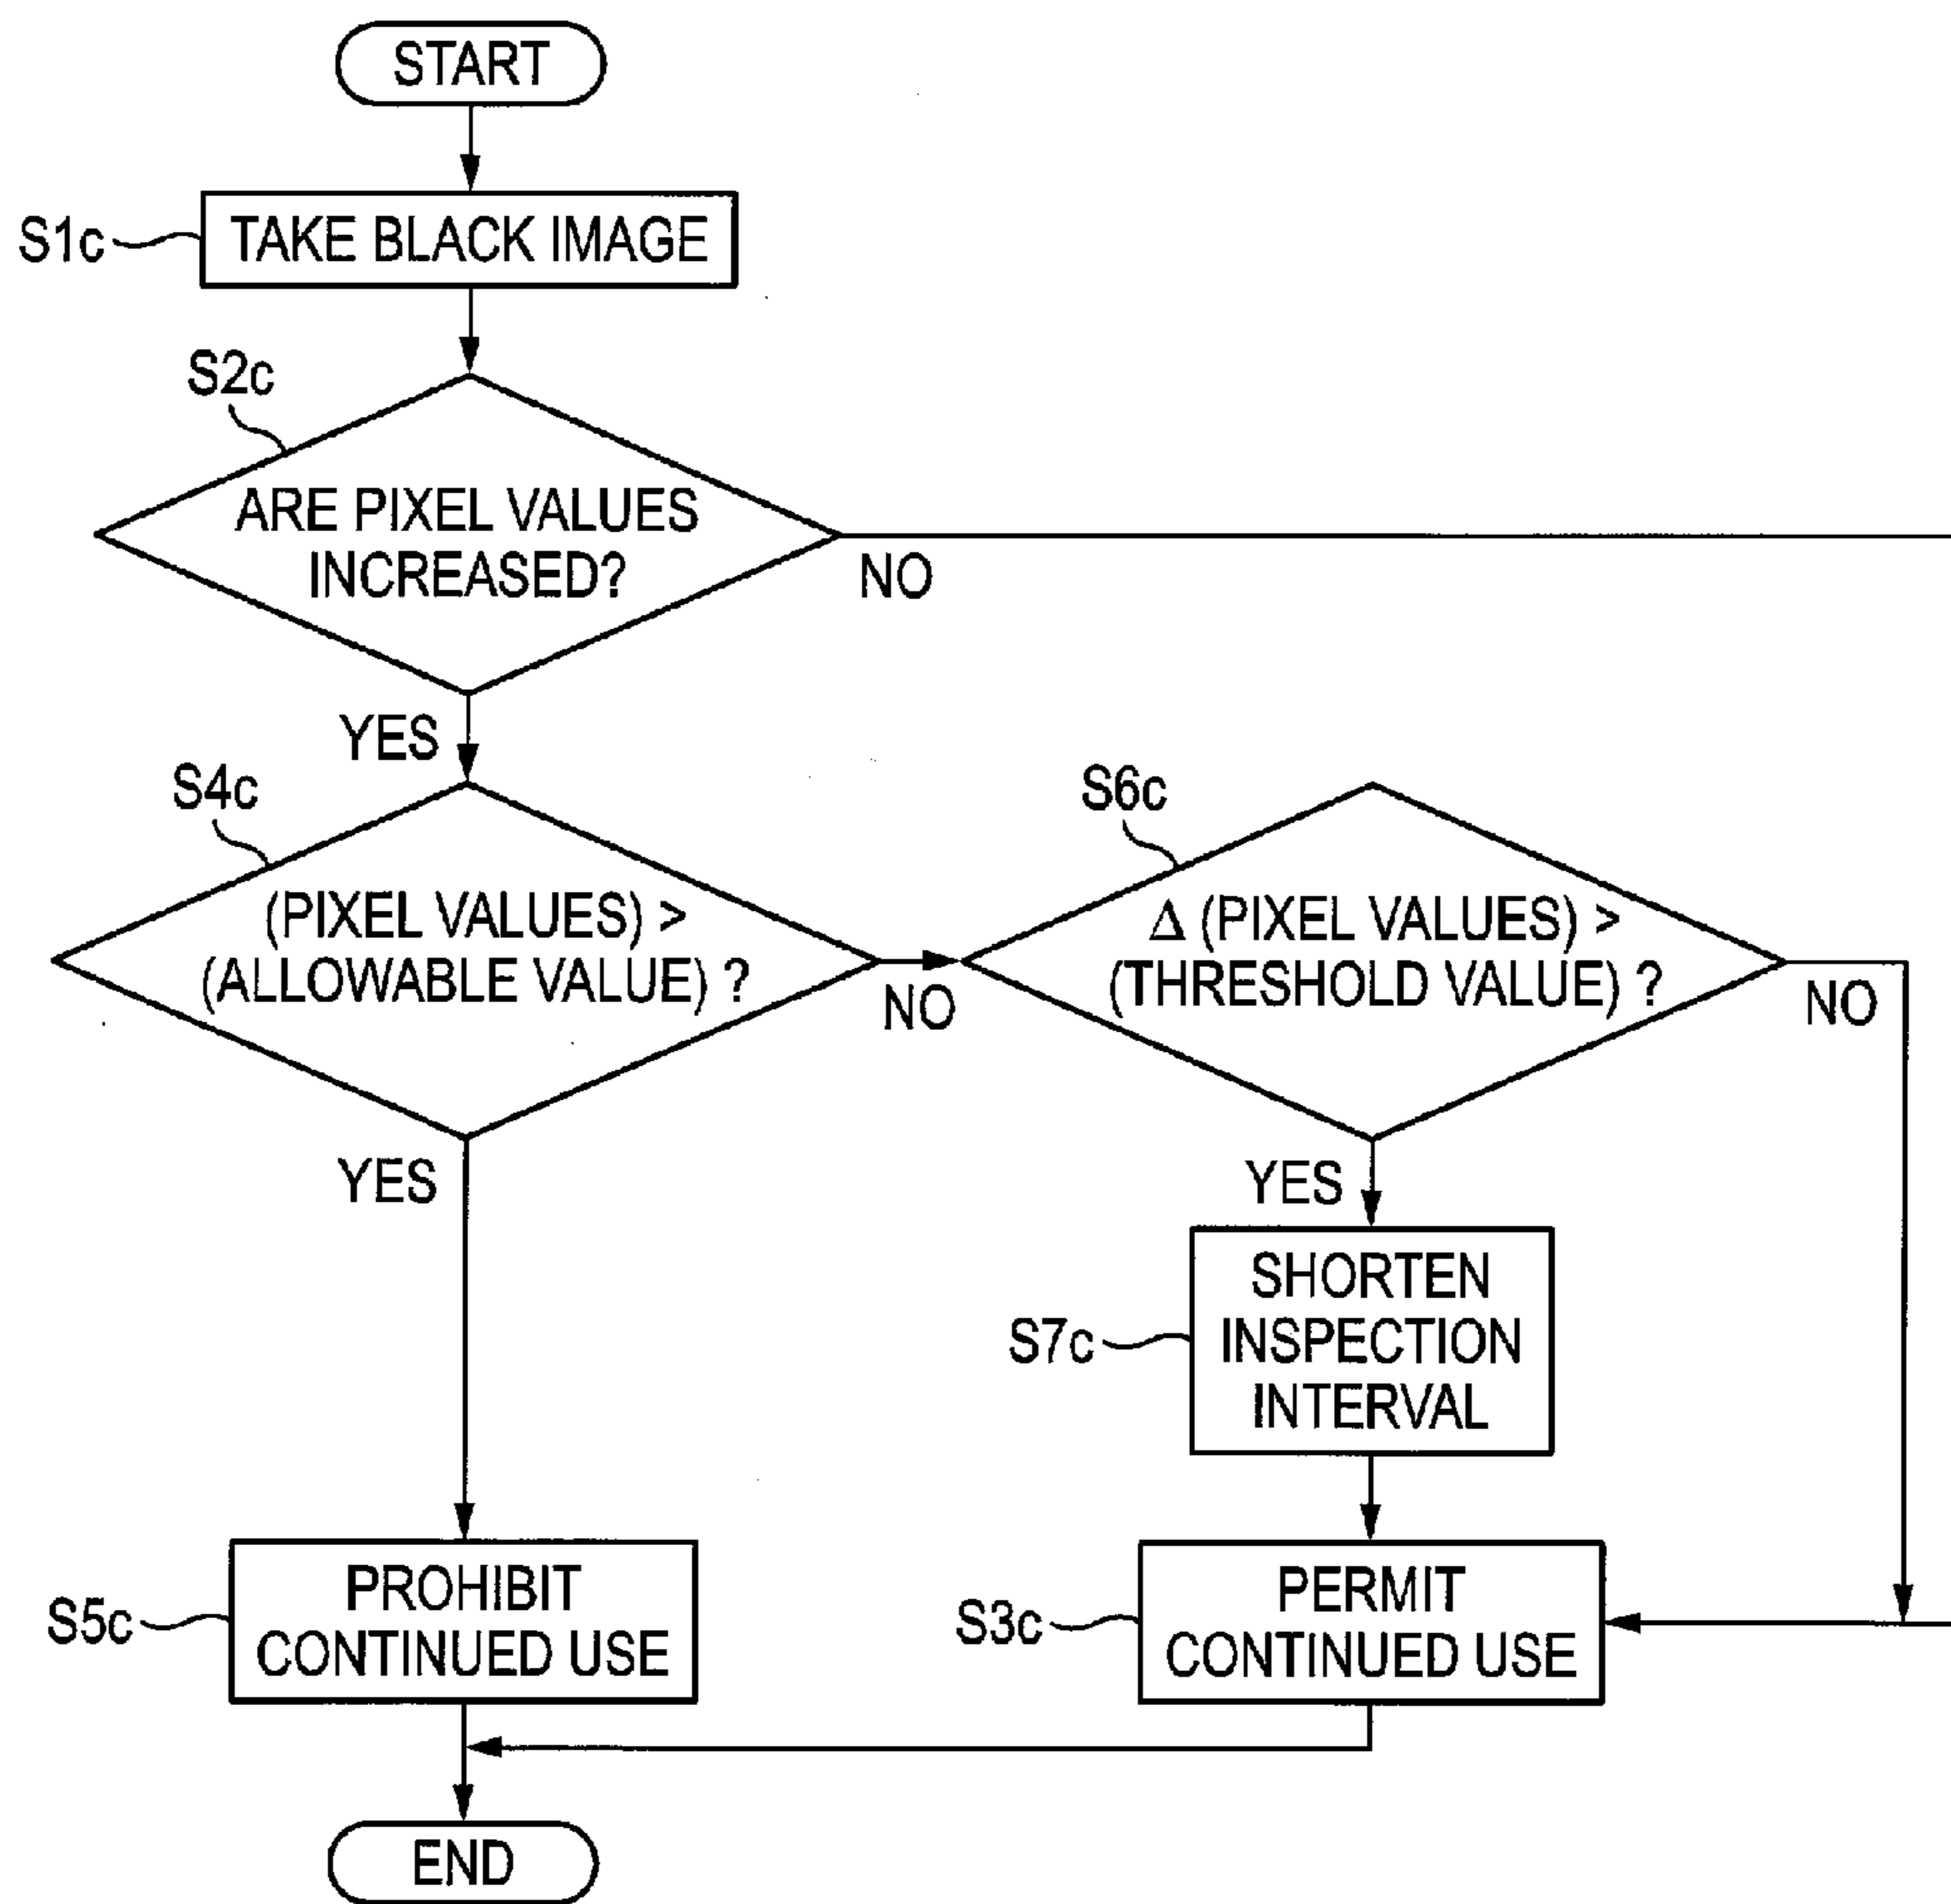 START
S1c
TAKE BLACK IMAGE
S2c
ARE PIXEL VALUES
INCREASED?
NO
YES
S4c
(PIXEL VALUES) >
(ALLOWABLE VALUE) ?
NO
S6c
Δ (PIXEL VALUES) >
(THRESHOLD VALUE) ?
NO
YES
YES
S7c
SHORTEN
INSPECTION
INTERVAL
S5c
PROHIBIT
CONTINUED USE
S3c
PERMIT
CONTINUED USE
END